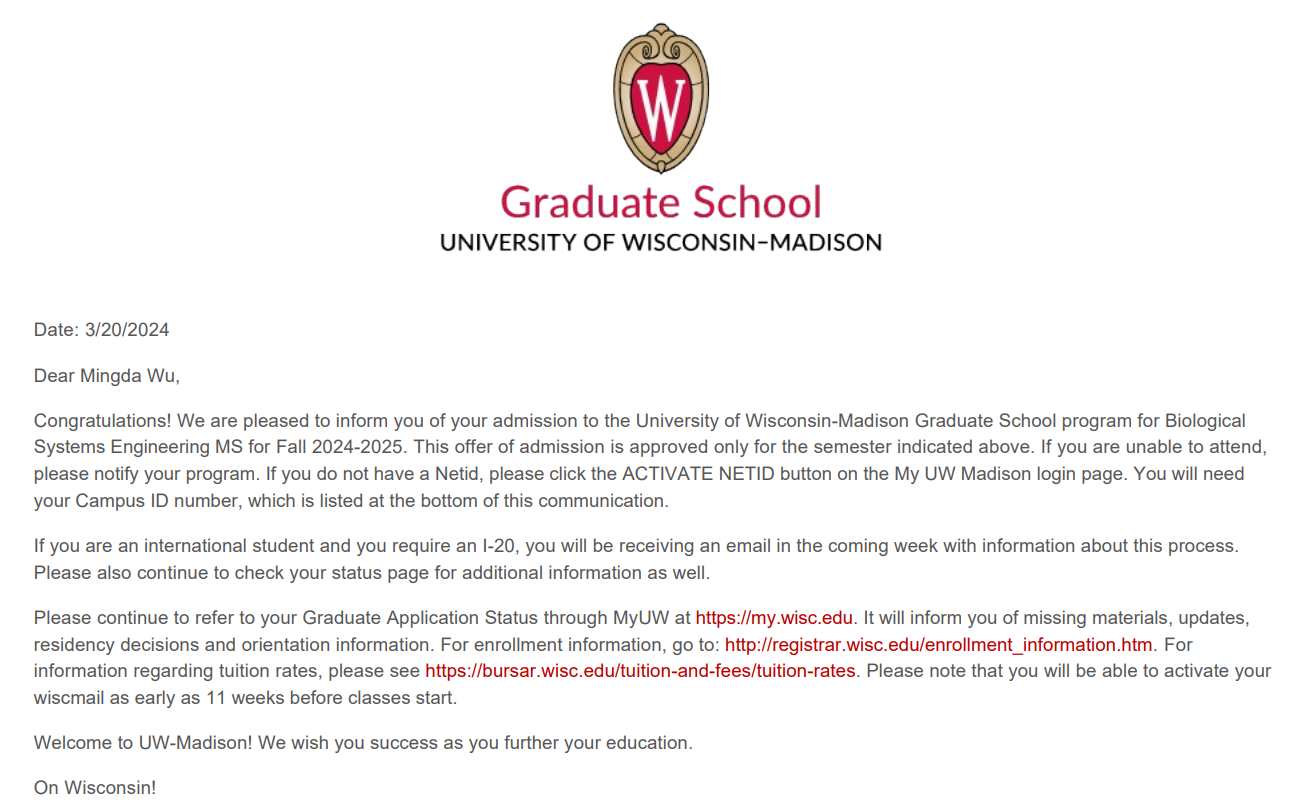 W
Graduate School
UNIVERSITY OF WISCONSIN–MADISON
Date: 3/20/2024
Dear Mingda Wu,
Congratulations! We are pleased to inform you of your admission to the University of Wisconsin-Madison Graduate School program for Biological
Systems Engineering MS for Fall 2024-2025. This offer of admission is approved only for the semester indicated above. If you are unable to attend,
please notify your program. If you do not have a Netid, please click the ACTIVATE NETID button on the My UW Madison login page. You will need
your Campus ID number, which is listed at the bottom of this communication.
If you are an international student and you require an I-20, you will be receiving an email in the coming week with information about this process.
Please also continue to check your status page for additional information as well.
Please continue to refer to your Graduate Application Status through MyUW at https://my.wisc.edu. It will inform you of missing materials, updates,
residency decisions and orientation information. For enrollment information, go to: http://registrar.wisc.edu/enrollment_information.htm. For
information regarding tuition rates, please see https://bursar.wisc.edu/tuition-and-fees/tuition-rates. Please note that you will be able to activate your
wiscmail as early as 11 weeks before classes start.
Welcome to UW-Madison! We wish you success as you further your education.
On Wisconsin!